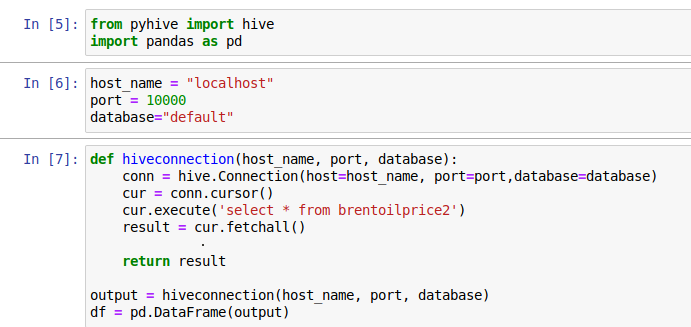 In [5]: from pyhive import hive
import pandas as pd
In [6]: host_name = "localhost"
port = 10000
database="default"
In [7]: def hiveconnection(host_name, port, database):
    conn = hive.Connection(host=host_name, port=port,database=database)
    cur = conn.cursor()
    cur.execute('select * from brentoilprice2')
    result = cur.fetchall()
    return result
output = hiveconnection(host_name, port, database)
df = pd.DataFrame(output)